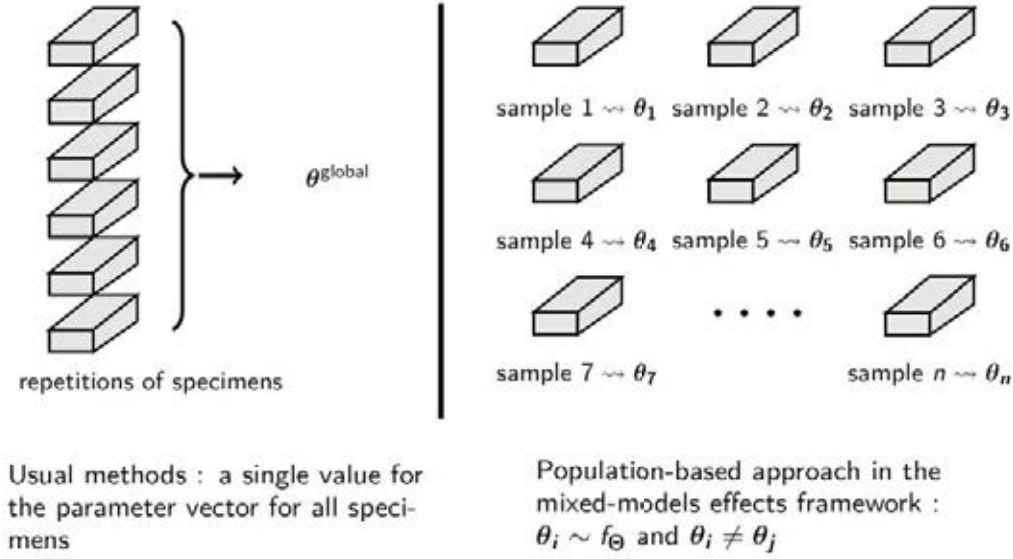 θ^global
repetitions of specimens
sample 1 ⇝ θ₁ sample 2 ⇝ θ₂ sample 3 ⇝ θ₃
sample 4 ⇝ θ₄ sample 5 ⇝ θ₅ sample 6 ⇝ θ₆
sample 7 ⇝ θ₇ sample n ⇝ θₙ
Usual methods : a single value for
the parameter vector for all speci-
mens
Population-based approach in the
mixed-models effects framework :
θᵢ ∼ f_Θ and θᵢ ≠ θⱼ